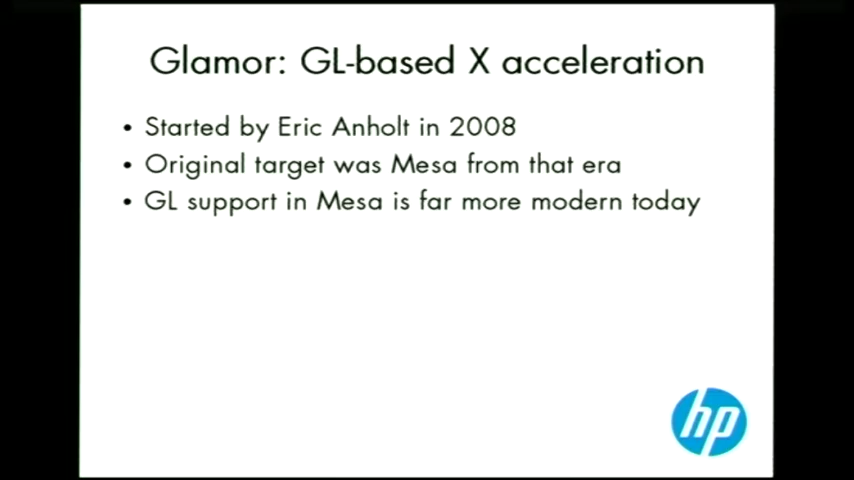 Glamor: GL-based X acceleration
• Started by Eric Anholt in 2008
• Original target was Mesa from that era
• GL support in Mesa is far more modern today
hp